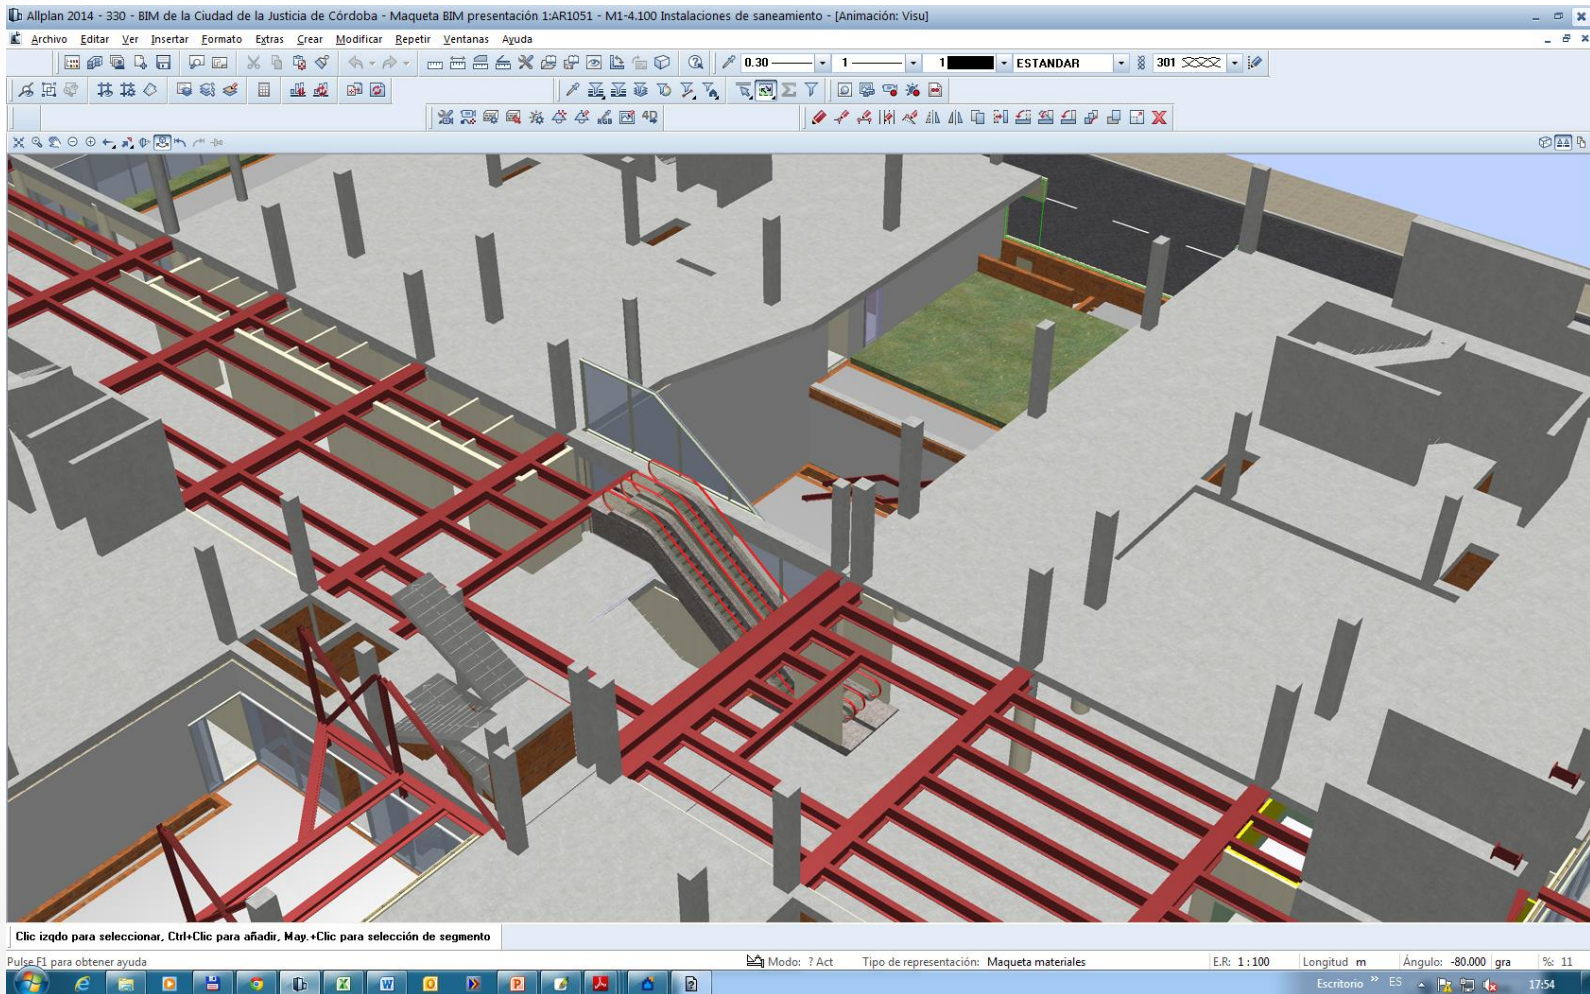 Allplan 2014 - 330 - BIM de la Ciudad de la Justicia de Córdoba - Maqueta BIM presentación 1:AR1051 - M1-4.100 Instalaciones de saneamiento - [Animación: Visu]
Archivo Editar Ver Insertar Formato Extras Crear Modificar Repetir Ventanas Ayuda
0.30 1 1 ESTANDAR 301
4D
Clic izqdo para seleccionar, Ctrl+Clic para añadir, May.+Clic para selección de segmento
Pulse F1 para obtener ayuda Modo: ? Act Tipo de representación: Maqueta materiales E.R: 1 : 100 Longitud m Ángulo: -80.000 gra %: 11
Escritorio » ES 17:54